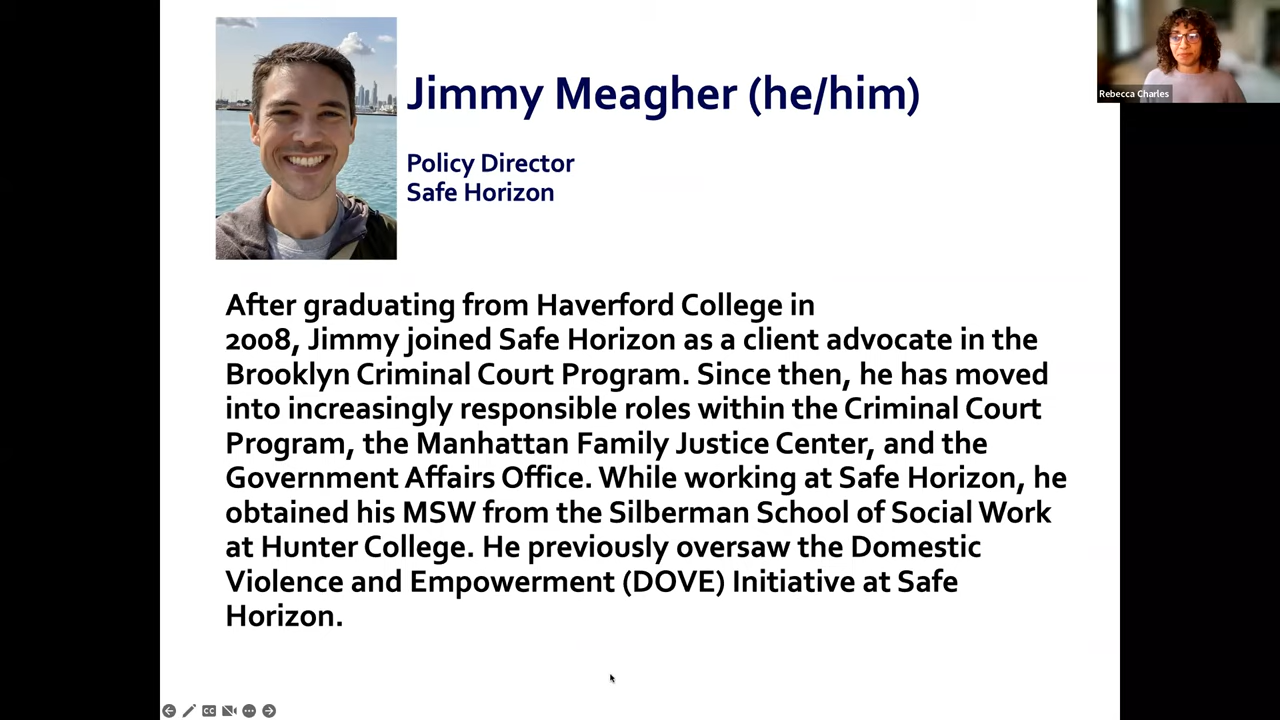 Jimmy Meagher (he/him)
Policy Director
Safe Horizon
Rebecca Charles
After graduating from Haverford College in
2008, Jimmy joined Safe Horizon as a client advocate in the
Brooklyn Criminal Court Program. Since then, he has moved
into increasingly responsible roles within the Criminal Court
Program, the Manhattan Family Justice Center, and the
Government Affairs Office. While working at Safe Horizon, he
obtained his MSW from the Silberman School of Social Work
at Hunter College. He previously oversaw the Domestic
Violence and Empowerment (DOVE) Initiative at Safe
Horizon.
CC